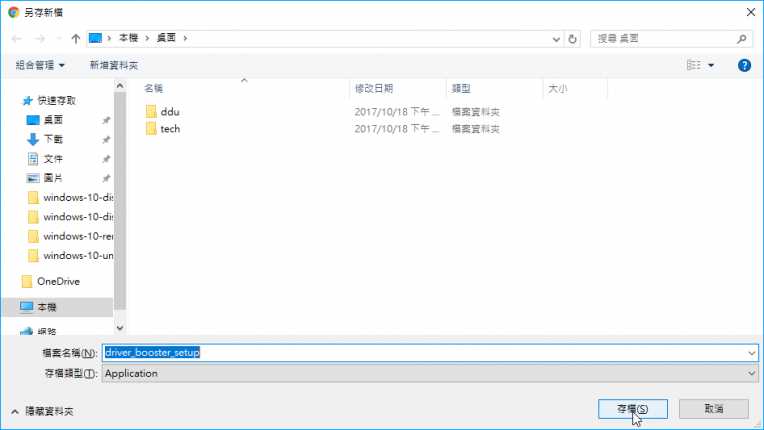 另存新檔
本機 桌面
搜尋 桌面
組合管理 新增資料夾
名稱 修改日期 類型 大小
快速存取
桌面
下載
文件
圖片
windows-10-dis
windows-10-dis
windows-10-rer
windows-10-un
OneDrive
本機
網路
ddu 2017/10/18 下午 ... 檔案資料夾
tech 2017/10/18 下午 ... 檔案資料夾
檔案名稱(N): driver_booster_setup
存檔類型(T): Application
隱藏資料夾
存檔(S) 取消